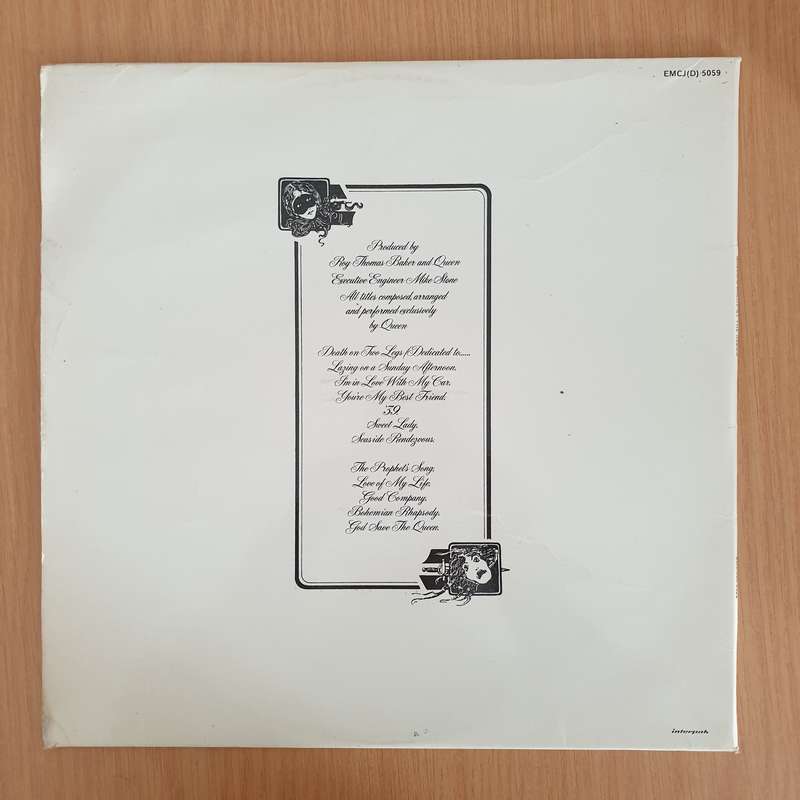 EMCJ(D) 5059
Produced by
Roy Thomas Baker and Queen
Executive Engineer Mike Stone
All titles composed, arranged
and performed exclusively
by Queen
Death on Two Legs (Dedicated to......
Lazing on a Sunday Afternoon.
I'm in Love With My Car.
You're My Best Friend.
'39.
Sweet Lady.
Seaside Rendezvous.
The Prophet's Song.
Love of My Life.
Good Company.
Bohemian Rhapsody.
God Save The Queen.
interpak